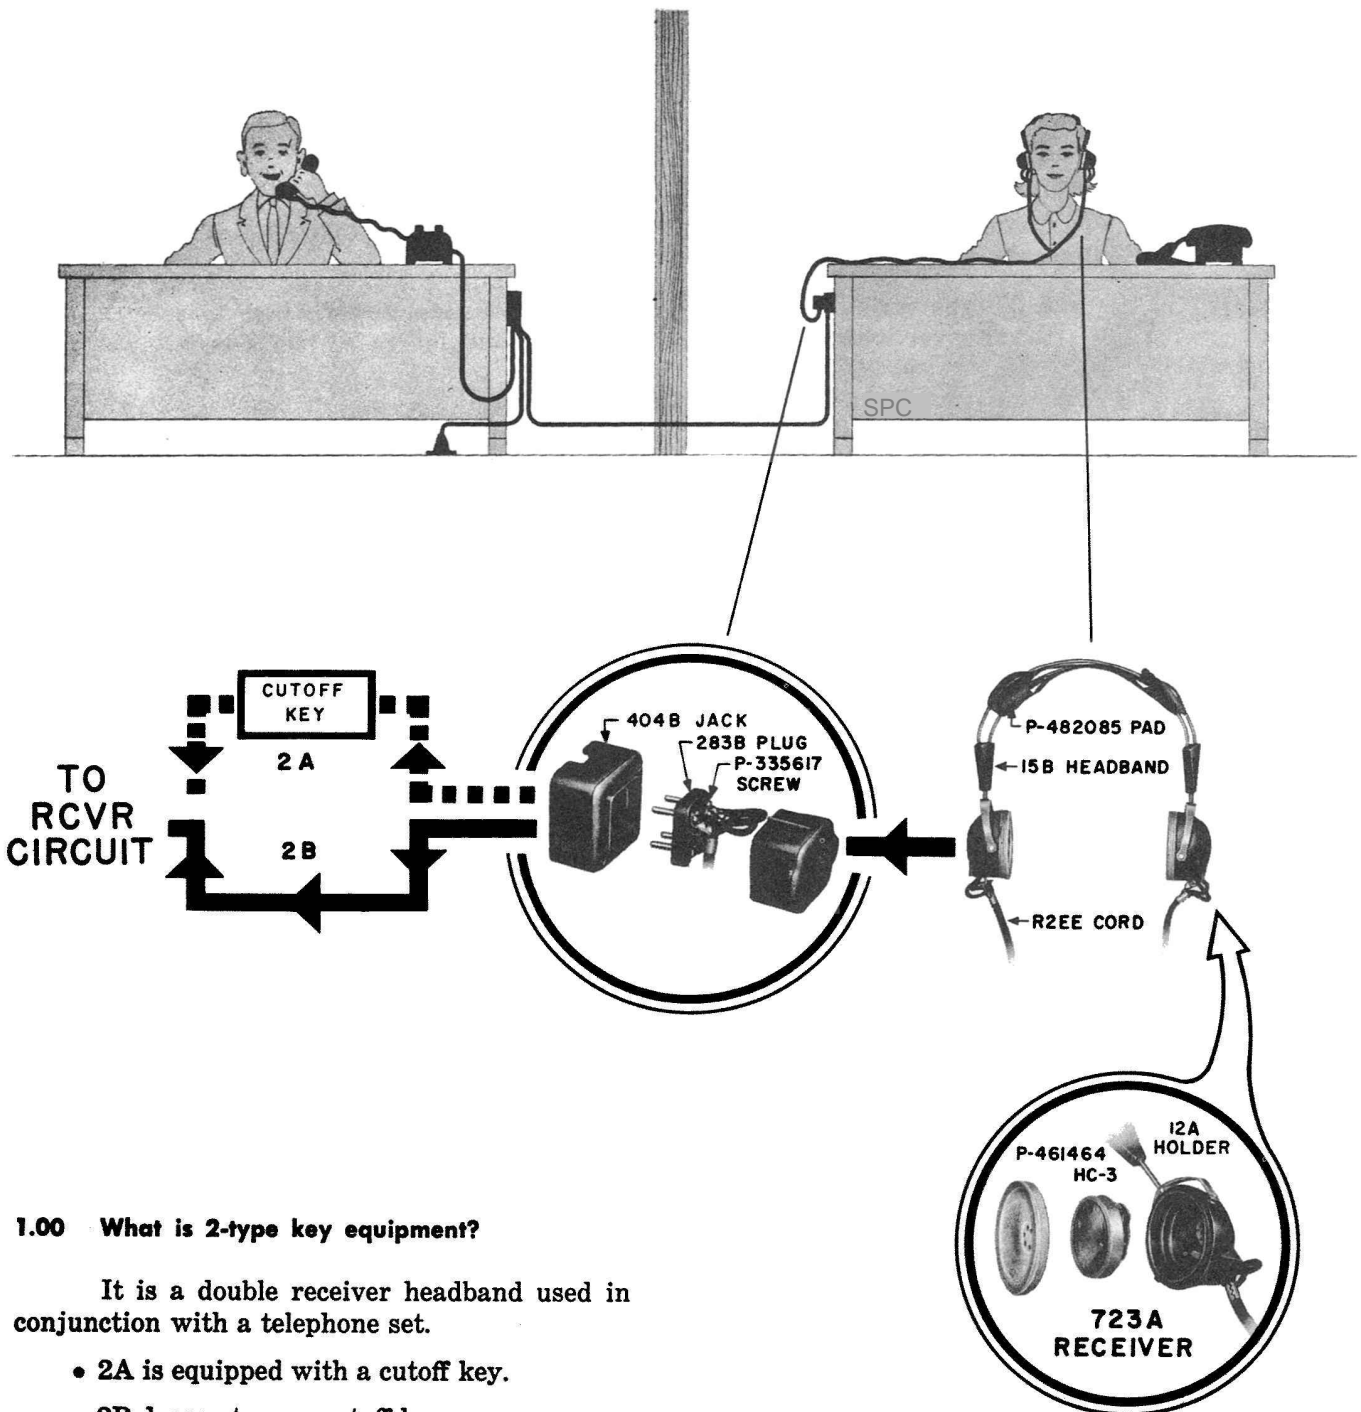 SPC
CUTOFF
KEY
2A
TO
RCVR
CIRCUIT
2B
404B JACK
283B PLUG
P-335617
SCREW
P-482085 PAD
15B HEADBAND
R2EE CORD
12A
HOLDER
P-461464
HC-3
723A
RECEIVER
1.00 What is 2-type key equipment?
It is a double receiver headband used in
conjunction with a telephone set.
• 2A is equipped with a cutoff key.